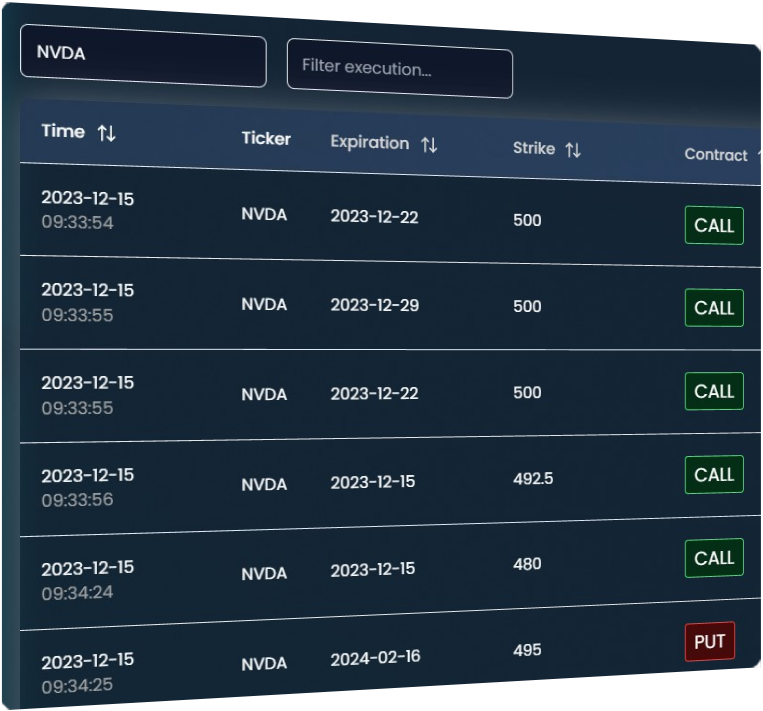 NVDA Filter execution...
Time Ticker Expiration Strike Contract
2023-12-15 NVDA 2023-12-22 500 CALL
09:33:54
2023-12-15 NVDA 2023-12-29 500 CALL
09:33:55
2023-12-15 NVDA 2023-12-22 500 CALL
09:33:55
2023-12-15 NVDA 2023-12-15 492.5 CALL
09:33:56
2023-12-15 NVDA 2023-12-15 480 CALL
09:34:24
2023-12-15 NVDA 2024-02-16 495 PUT
09:34:25